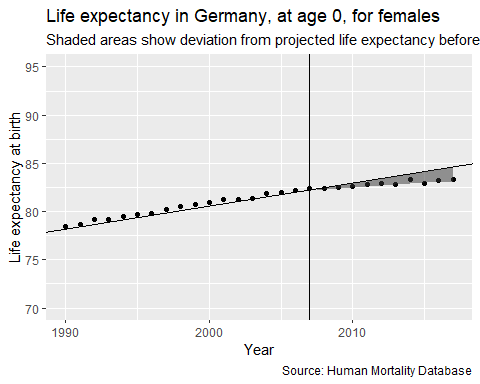 Life expectancy in Germany, at age 0, for females
Shaded areas show deviation from projected life expectancy before
Life expectancy at birth
95
90
85
80
75
70
1990
2000
2010
Year
Source: Human Mortality Database